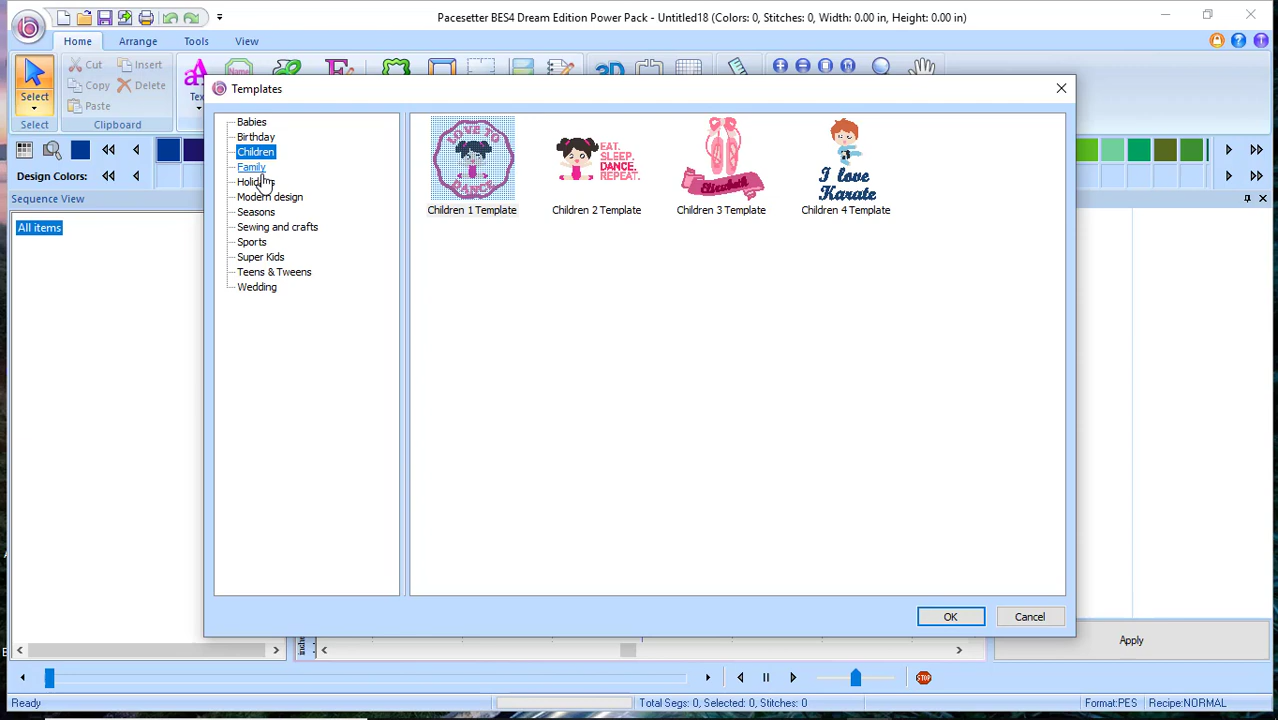 Pacesetter BES4 Dream Edition Power Pack - Untitled18 (Colors: 0, Stitches: 0, Width: 0.00 in, Height: 0.00 in)
Home Arrange Tools View
Select
Cut
Copy
Paste
Insert
Delete
Text
Name
3D
Select Clipboard
Design Colors:
Sequence View
All items
Templates
Babies
Birthday
Children
Family
Modern design
Seasons
Sewing and crafts
Sports
Super Kids
Teens & Tweens
Wedding
LOVE TO DANCE
Children 1 Template
EAT.
SLEEP.
DANCE.
REPEAT.
Children 2 Template
Elizabeth
Children 3 Template
I love
Karate
Children 4 Template
OK Cancel
Apply
STOP
Ready
Total Segs: 0, Selected: 0, Stitches: 0
Format:PES
Recipe:NORMAL